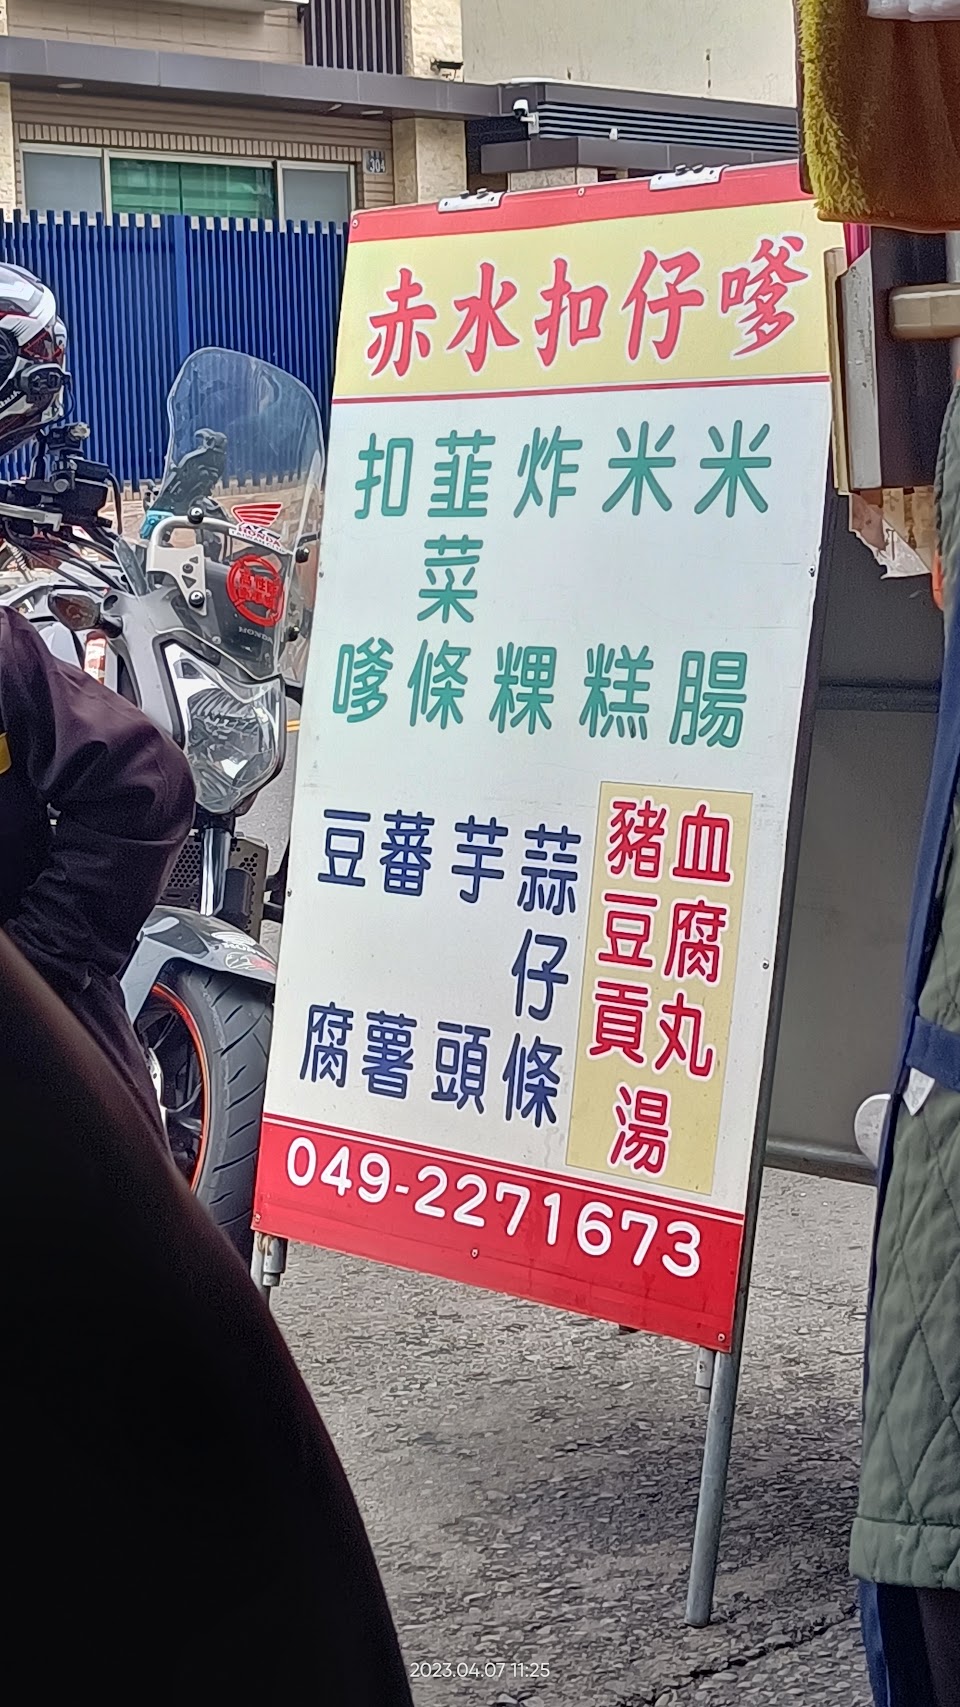 304
赤水扣仔嗲
米腸
米糕
炸粿
韮菜條
扣嗲
豬血
豆腐
貢丸
湯
蒜仔條
芋頭
蕃薯
豆腐
049-2271673
HONDA
2023.04.07 11:25